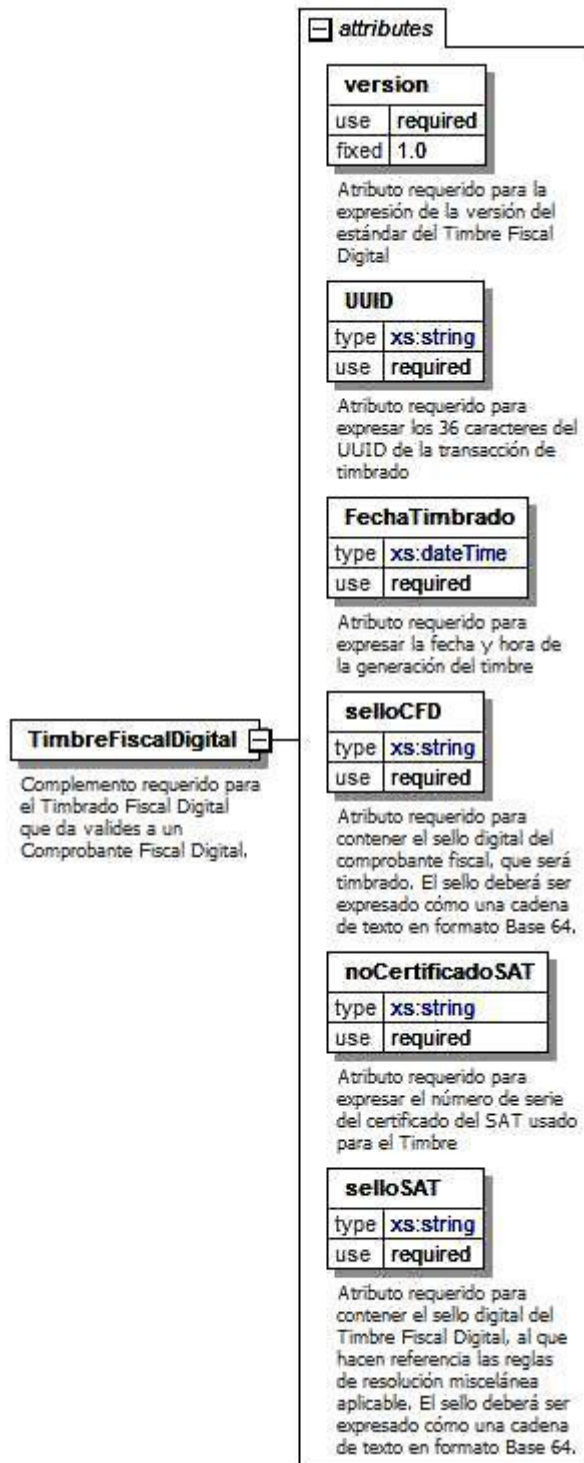 attributes
version
use required
fixed 1.0
Atributo requerido para la
expresión de la versión del
estándar del Timbre Fiscal
Digital
UUID
type xs:string
use required
Atributo requerido para
expresar los 36 caracteres del
UUID de la transacción de
timbrado
FechaTimbrado
type xs:dateTime
use required
Atributo requerido para
expresar la fecha y hora de
la generación del timbre
TimbreFiscalDigital
Complemento requerido para
el Timbrado Fiscal Digital
que da valides a un
Comprobante Fiscal Digital.
selloCFD
type xs:string
use required
Atributo requerido para
contener el sello digital del
comprobante fiscal, que será
timbrado. El sello deberá ser
expresado cómo una cadena
de texto en formato Base 64.
noCertificadoSAT
type xs:string
use required
Atributo requerido para
expresar el número de serie
del certificado del SAT usado
para el Timbre
selloSAT
type xs:string
use required
Atributo requerido para
contener el sello digital del
Timbre Fiscal Digital, al que
hacen referencia las reglas
de resolución miscelánea
aplicable. El sello deberá ser
expresado cómo una cadena
de texto en formato Base 64.